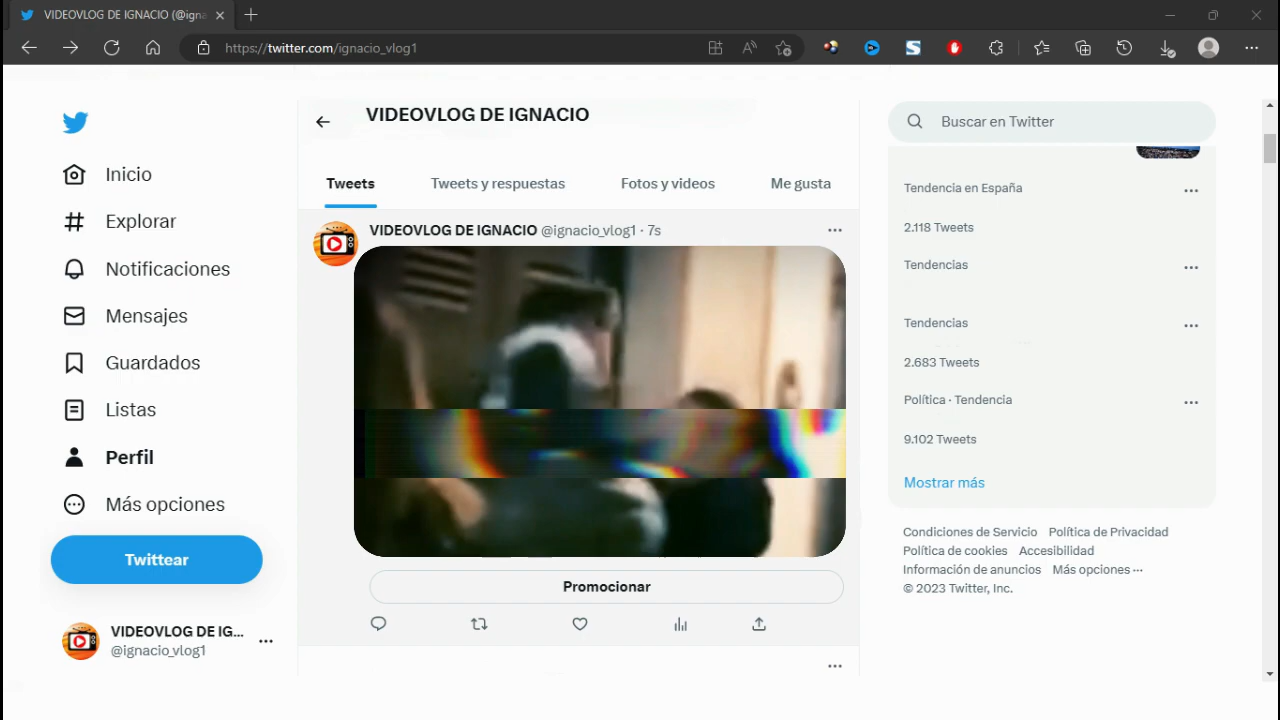 VIDEOVLOG DE IGNACIO (@igna
https://twitter.com/ignacio_vlog1
Inicio
Explorar
Notificaciones
Mensajes
Guardados
Listas
Perfil
Más opciones
Twittear
VIDEOVLOG DE IG...
@ignacio_vlog1
VIDEOVLOG DE IGNACIO
Tweets
Tweets y respuestas
Fotos y videos
Me gusta
VIDEOVLOG DE IGNACIO @ignacio_vlog1 · 7s
Promocionar
Buscar en Twitter
Tendencia en España
2.118 Tweets
Tendencias
Tendencias
2.683 Tweets
Política · Tendencia
9.102 Tweets
Mostrar más
Condiciones de Servicio Política de Privacidad
Política de cookies Accesibilidad
Información de anuncios Más opciones ···
© 2023 Twitter, Inc.